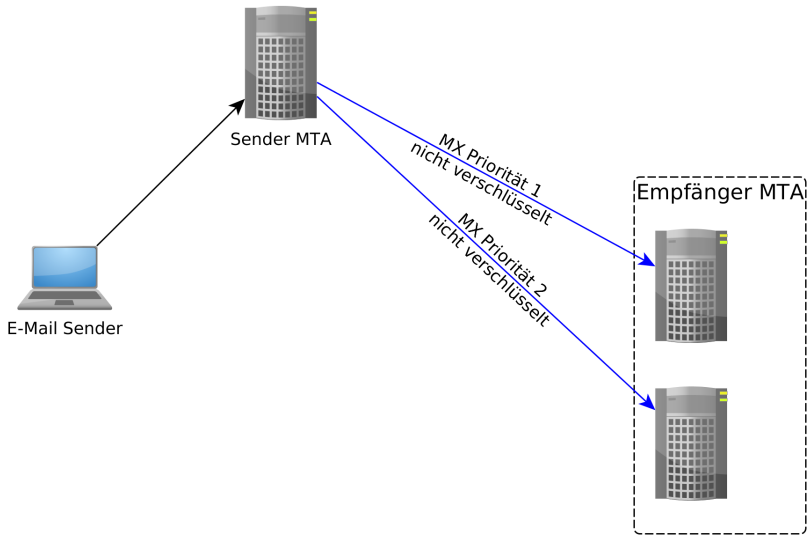 Sender MTA
MX Priorität 1
nicht verschlüsselt
Empfänger MTA
MX Priorität 2
nicht verschlüsselt
E-Mail Sender